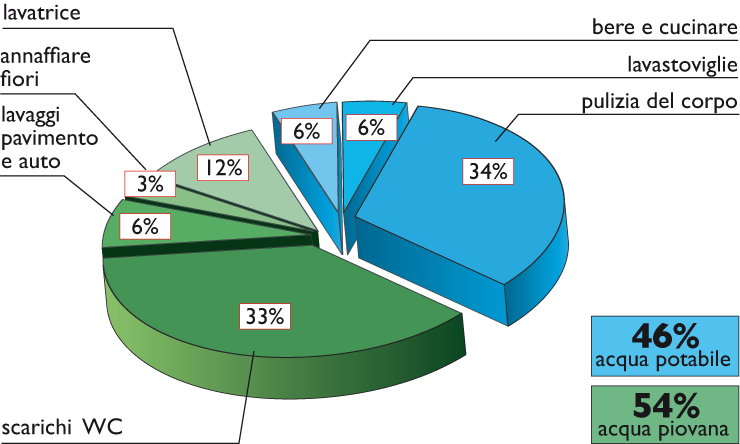 lavatrice
annaffiare
fiori
lavaggi
pavimento
e auto
scarichi WC
bere e cucinare
lavastoviglie
pulizia del corpo
6%
6%
34%
12%
3%
6%
33%
46%
acqua potabile
54%
acqua piovana